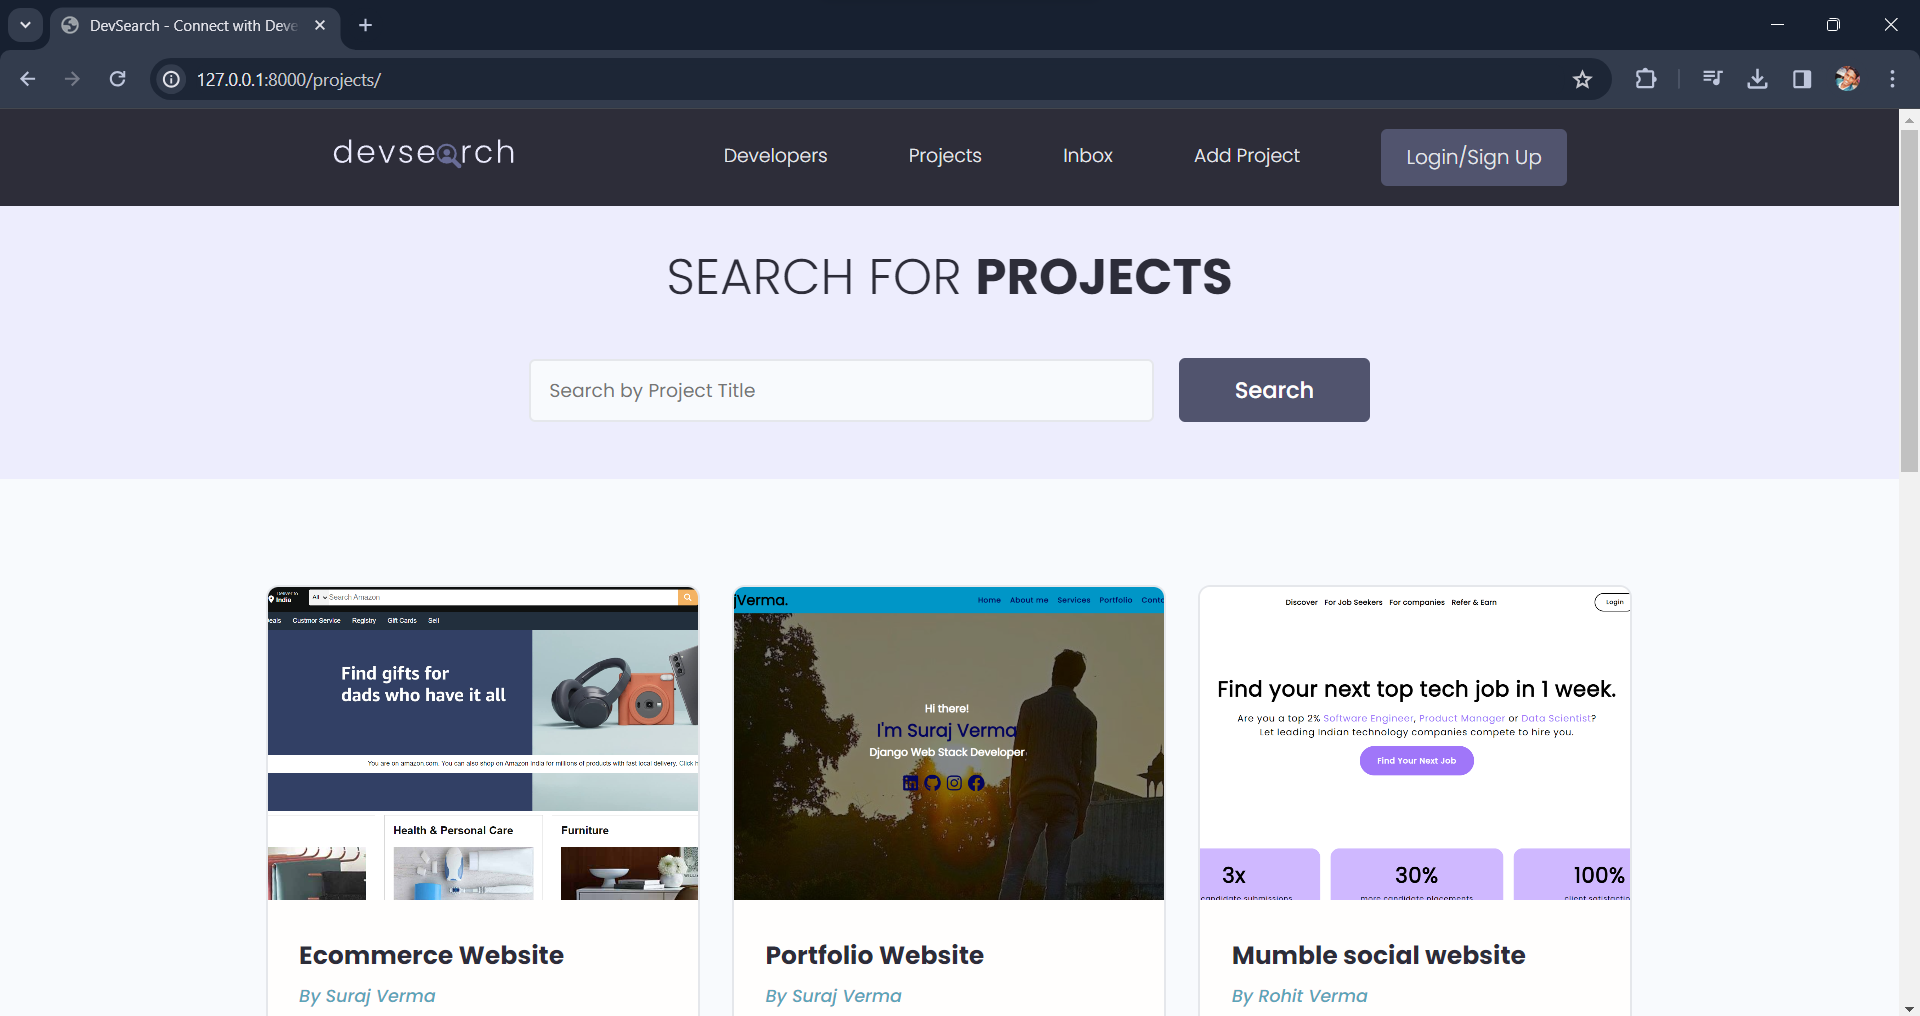 DevSearch - Connect with Deve
127.0.0.1:8000/projects/
devsearch
Developers
Projects
Inbox
Add Project
Login/Sign Up
SEARCH FOR PROJECTS
Search by Project Title
Search
Deliver to
India
All
Search Amazon
eals Custmor Service Registry Gift Cards Sell
Find gifts for
dads who have it all
You are on amazon.com. You can also shop on Amazon India for millions of products with fast local delivery. Click h
Health & Personal Care
Furniture
Ecommerce Website
By Suraj Verma
jVerma.
Home About me Services Portfolio Conta
Hi there!
I'm Suraj Verma
Django Web Stack Developer
Portfolio Website
By Suraj Verma
Discover For Job Seekers For companies Refer & Earn
Login
Find your next top tech job in 1 week.
Are you a top 2% Software Engineer, Product Manager or Data Scientist?
Let leading Indian technology companies compete to hire you.
Find Your Next Job
3x
30%
100%
candidate submissions
more candidate placements
client satisfactio
Mumble social website
By Rohit Verma